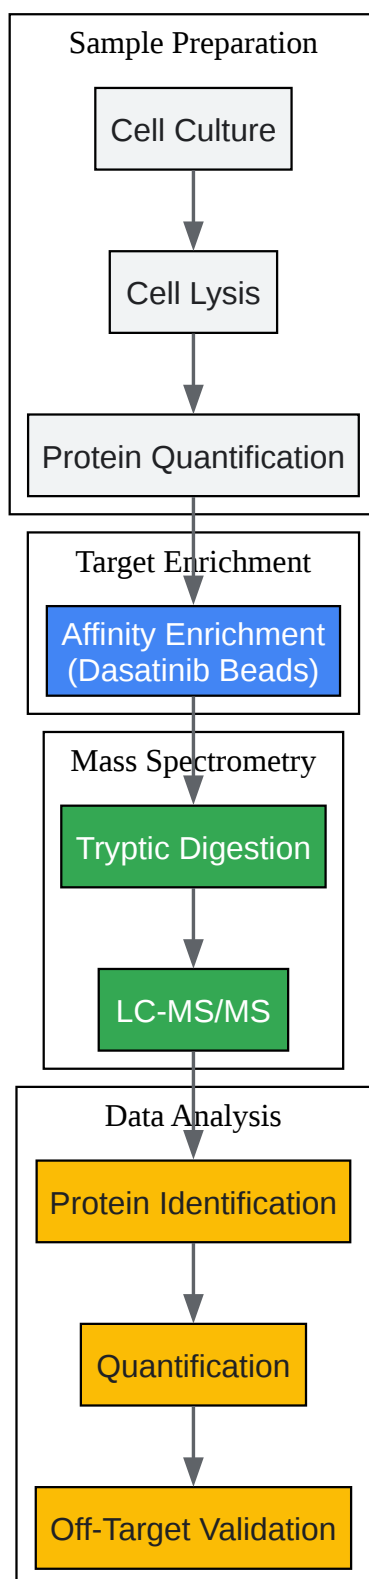 Sample Preparation
Cell Culture
Cell Lysis
Protein Quantification
Target Enrichment
Affinity Enrichment
(Dasatinib Beads)
Mass Spectrometry
Tryptic Digestion
LC-MS/MS
Data Analysis
Protein Identification
Quantification
Off-Target Validation